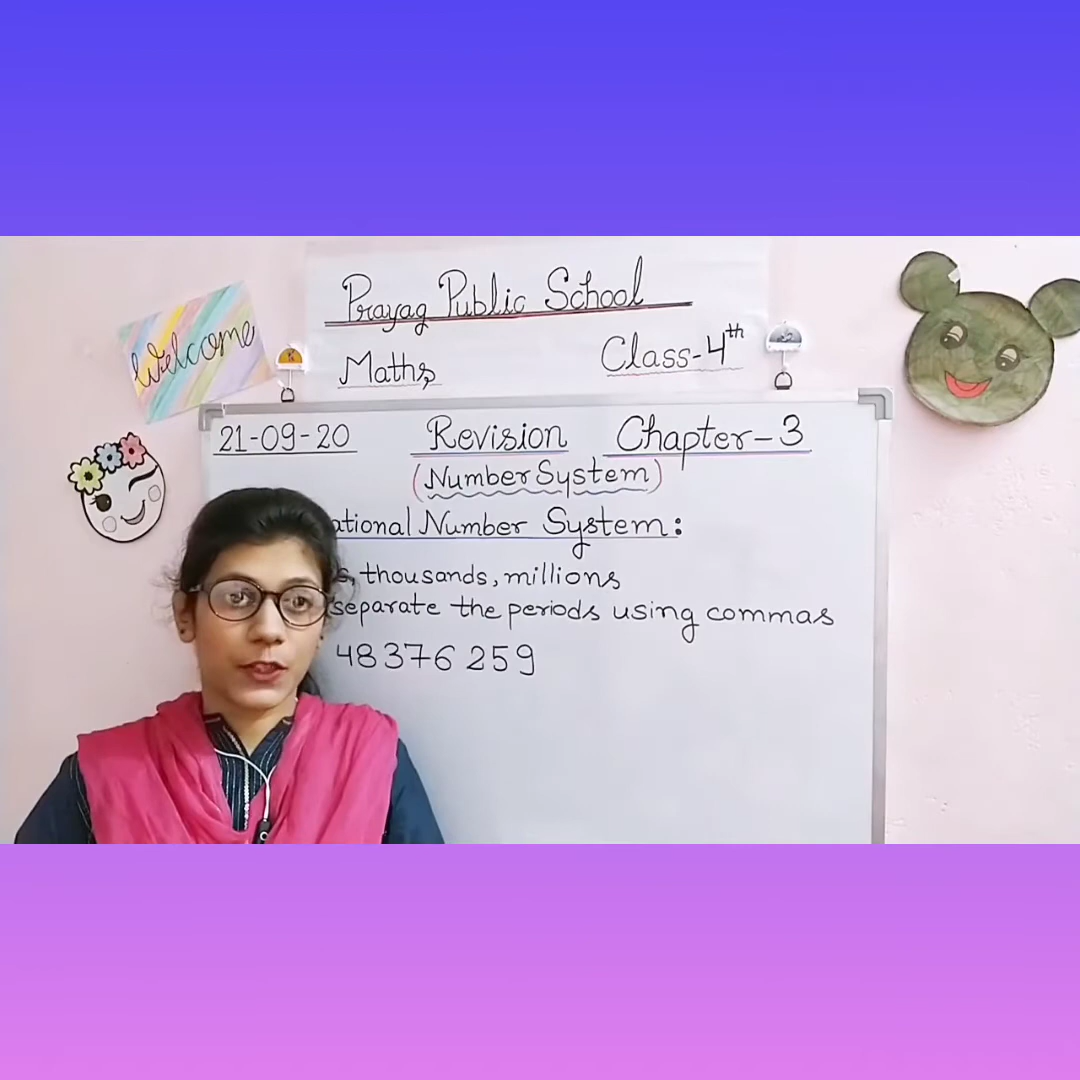 Prayag Public School
Maths Class-4th
Welcome
21-09-20 Revision Chapter-3
(Number System)
Number System:
thousands, millions
separate the periods using commas
48376259